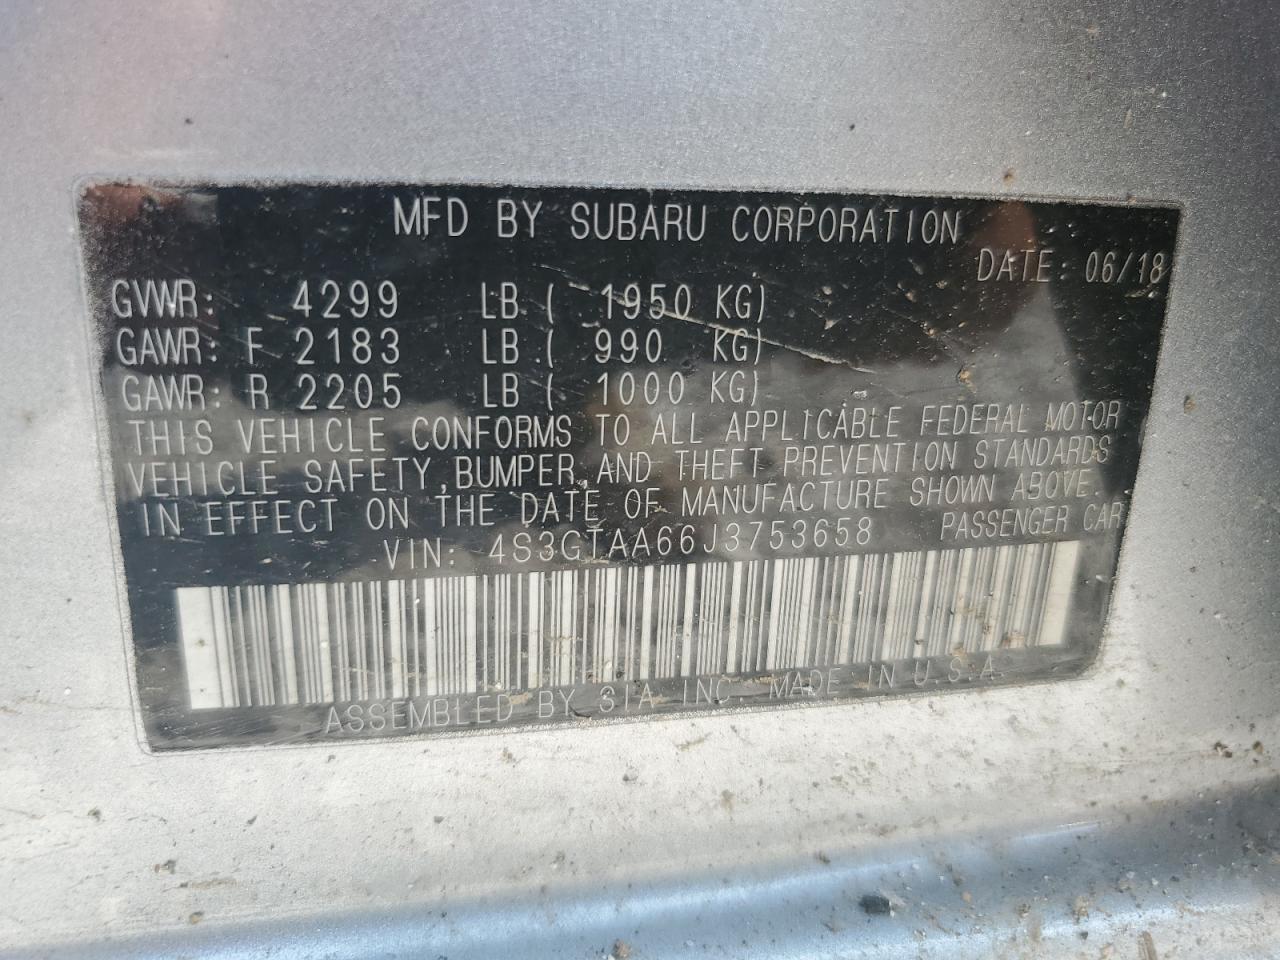 MFD BY SUBARU CORPORATION
DATE: 06/18
GVWR: 4299 LB ( 1950 KG)
GAWR: F 2183 LB ( 990 KG)
GAWR: R 2205 LB ( 1000 KG)
THIS VEHICLE CONFORMS TO ALL APPLICABLE FEDERAL MOTOR
VEHICLE SAFETY, BUMPER, AND THEFT PREVENTION STANDARDS
IN EFFECT ON THE DATE OF MANUFACTURE SHOWN ABOVE.
VIN: 4S3GTAA66J3753658 PASSENGER CAR
ASSEMBLED BY SIA, INC. MADE IN U.S.A.